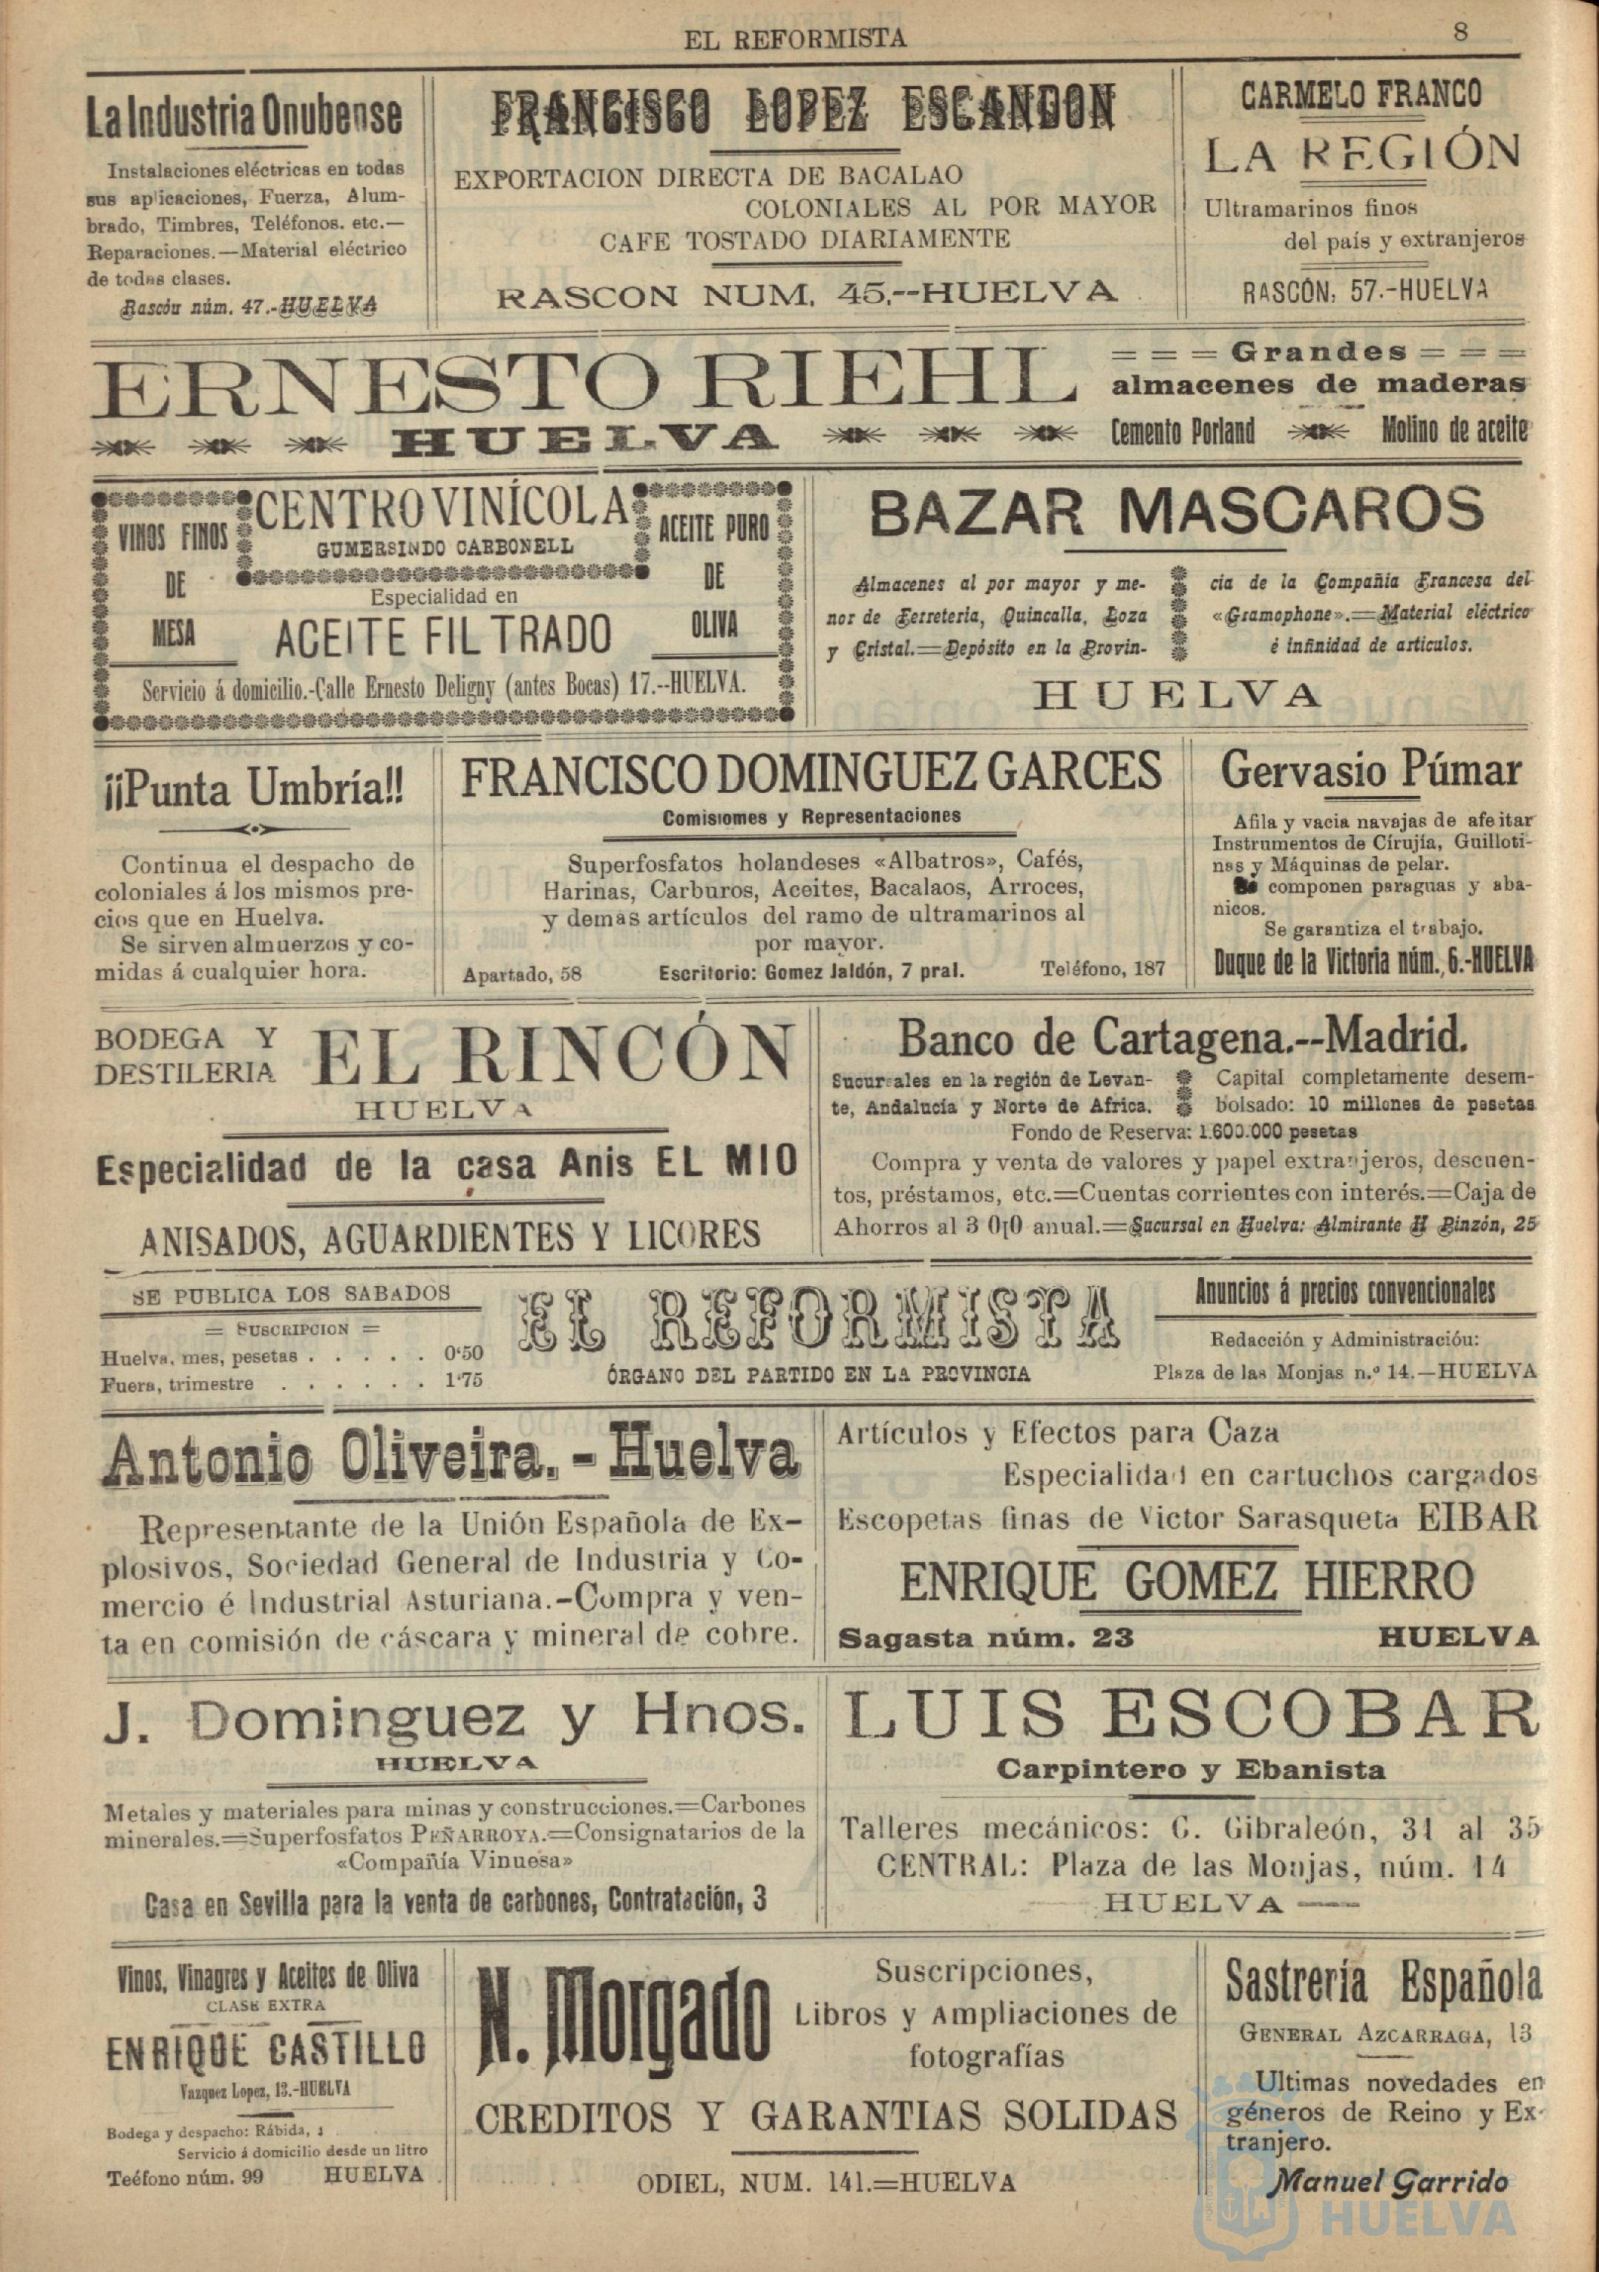 EL REFORMISTA
8
La Industria Onubense
Instalaciones eléctricas en todas
sus aplicaciones, Fuerza, Alum-
brado, Timbres, Teléfonos. etc.—
Reparaciones.—Material eléctrico
de todas clases.
Rascón núm. 47.-HUELVA
FRANCISCO LOPEZ ESCANDON
EXPORTACION DIRECTA DE BACALAO
COLONIALES AL POR MAYOR
CAFE TOSTADO DIARIAMENTE
RASCON NUM. 45.--HUELVA
CARMELO FRANCO
LA REGIÓN
Ultramarinos finos
del país y extranjeros
RASCÓN, 57.-HUELVA
ERNESTO RIEHL
HUELVA
= = = Grandes = = =
almacenes de maderas
Cemento Porland Molino de aceite
VINOS FINOS
DE
MESA
CENTRO VINÍCOLA
GUMERSINDO CARBONELL
Especialidad en
ACEITE FILTRADO
ACEITE PURO
DE
OLIVA
Servicio á domicilio.-Calle Ernesto Deligny (antes Bocas) 17.--HUELVA.
BAZAR MASCAROS
Almacenes al por mayor y me-
nor de Ferreteria, Quincalla, Loza
y Cristal.=Depósito en la Provin-
cia de la Compañia Francesa del
«Gramophone».=Material eléctrico
é infinidad de articulos.
HUELVA
¡¡Punta Umbría!!
Continua el despacho de
coloniales á los mismos pre-
cios que en Huelva.
Se sirven almuerzos y co-
midas á cualquier hora.
FRANCISCO DOMINGUEZ GARCES
Comisiomes y Representaciones
Superfosfatos holandeses «Albatros», Cafés,
Harinas, Carburos, Aceites, Bacalaos, Arroces,
y demás artículos del ramo de ultramarinos al
por mayor.
Apartado, 58 Escritorio: Gomez Jaldón, 7 pral. Teléfono, 187
Gervasio Púmar
Afila y vacia navajas de afeitar
Instrumentos de Cirujía, Guilloti-
nas y Máquinas de pelar.
Se componen paraguas y aba-
nicos.
Se garantiza el trabajo.
Duque de la Victoria núm., 6.-HUELVA
BODEGA Y
DESTILERIA
EL RINCÓN
HUELVA
Especialidad de la casa Anis EL MIO
ANISADOS, AGUARDIENTES Y LICORES
Banco de Cartagena.--Madrid.
Sucursales en la región de Levan-
te, Andalucía y Norte de Africa.
Capital completamente desem-
bolsado: 10 millones de pesetas
Fondo de Reserva: 1.600.000 pesetas
Compra y venta de valores y papel extranjeros, descuen-
tos, préstamos, etc.=Cuentas corrientes con interés.=Caja de
Ahorros al 3 0|0 anual.=Sucursal en Huelva: Almirante H Pinzón, 25
SE PUBLICA LOS SABADOS
= SUSCRIPCION =
Huelva, mes, pesetas . . . . . 0'50
Fuera, trimestre . . . . . . 1'75
EL REFORMISTA
ÓRGANO DEL PARTIDO EN LA PROVINCIA
Anuncios á precios convencionales
Redacción y Administración:
Plaza de las Monjas n.º 14.—HUELVA
Antonio Oliveira.-Huelva
Representante de la Unión Española de Ex-
plosivos, Sociedad General de Industria y Co-
mercio é Industrial Asturiana.-Compra y ven-
ta en comisión de cáscara y mineral de cobre.
Artículos y Efectos para Caza
Especialidad en cartuchos cargados
Escopetas finas de Victor Sarasqueta EIBAR
ENRIQUE GOMEZ HIERRO
Sagasta núm. 23 HUELVA
J. Dominguez y Hnos.
HUELVA
Metales y materiales para minas y construcciones.=Carbones
minerales.=Superfosfatos PEÑARROYA.=Consignatarios de la
«Compañía Vinuesa»
Casa en Sevilla para la venta de carbones, Contratación, 3
LUIS ESCOBAR
Carpintero y Ebanista
Talleres mecánicos: C. Gibraleón, 31 al 35
CENTRAL: Plaza de las Monjas, núm. 14
HUELVA
Vinos, Vinagres y Aceites de Oliva
CLASE EXTRA
ENRIQUE CASTILLO
Vazquez Lopez, 13.-HUELVA
Bodega y despacho: Rábida,
Servicio á domicilio desde un litro
Teéfono núm. 99 HUELVA
N. Morgado
Suscripciones,
Libros y Ampliaciones de
fotografías
CREDITOS Y GARANTIAS SOLIDAS
ODIEL, NUM. 141.=HUELVA
Sastrería Española
GENERAL AZCARRAGA, 13
Ultimas novedades en
géneros de Reino y Ex-
tranjero.
Manuel Garrido
HUELVA